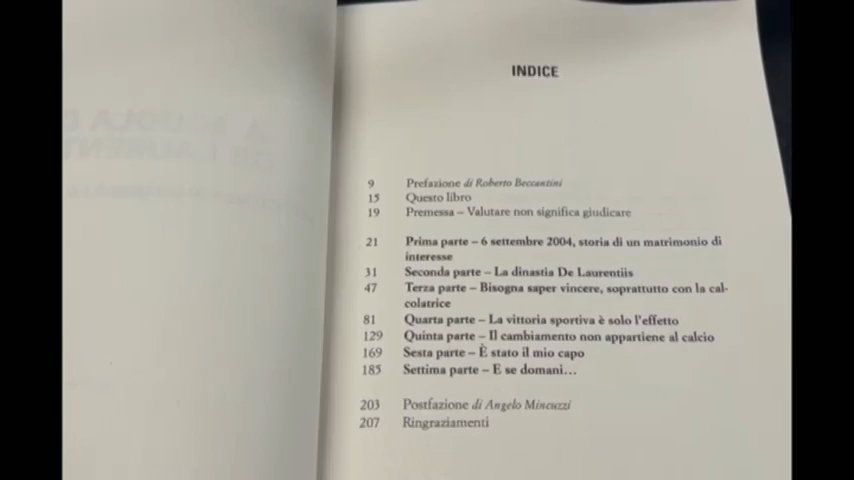 INDICE
9 Prefazione di Roberto Beccantini
15 Questo libro
19 Premessa – Valutare non significa giudicare
21 Prima parte – 6 settembre 2004, storia di un matrimonio di
interesse
31 Seconda parte – La dinastia De Laurentiis
47 Terza parte – Bisogna saper vincere, soprattutto con la cal-
colatrice
81 Quarta parte – La vittoria sportiva è solo l'effetto
129 Quinta parte – Il cambiamento non appartiene al calcio
169 Sesta parte – È stato il mio capo
185 Settima parte – E se domani...
203 Postfazione di Angelo Mincuzzi
207 Ringraziamenti